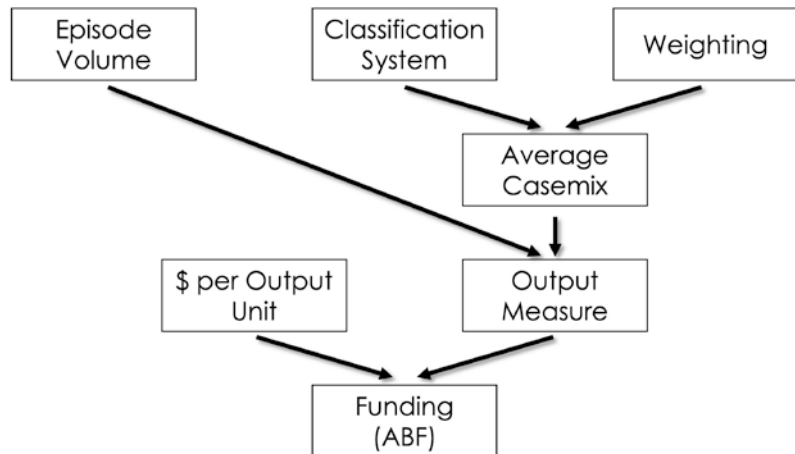 Episode
Volume
Classification
System
Weighting
Average
Casemix
$ per Output
Unit
Output
Measure
Funding
(ABF)